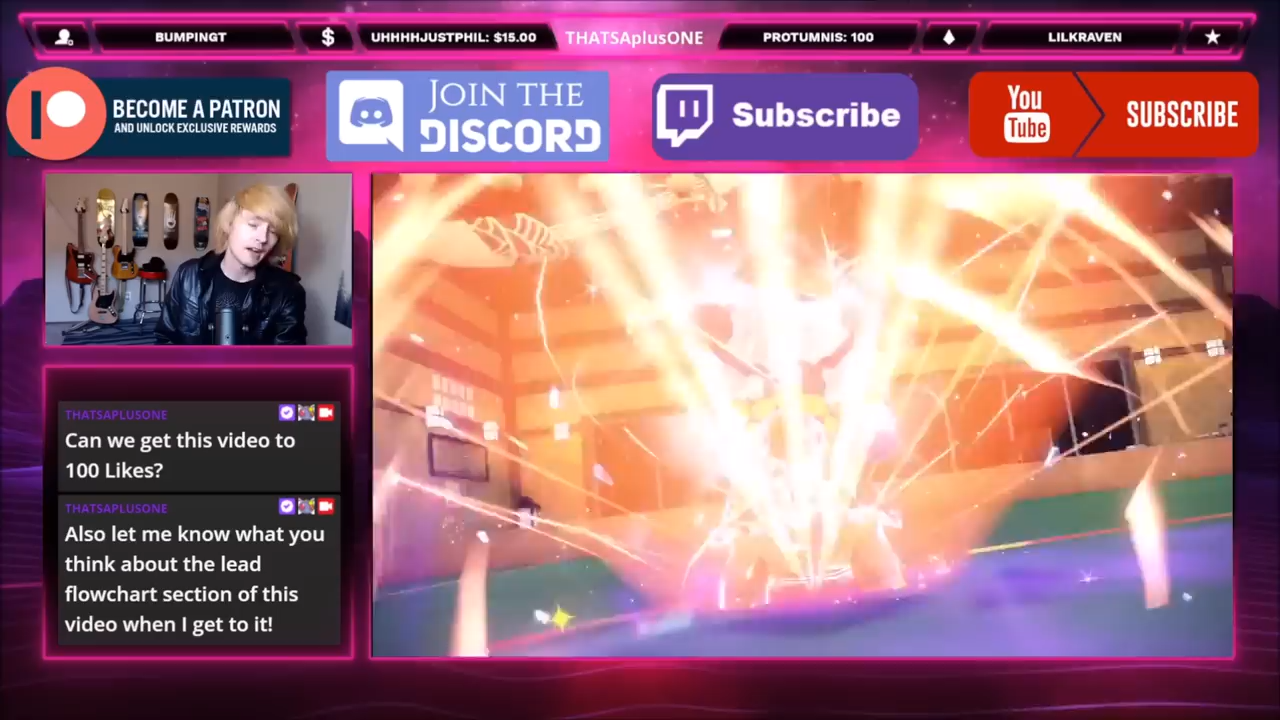 BUMPINGT
$
UHHHHJUSTPHIL: $15.00
THATSAplusONE
PROTUMNIS: 100
LILKRAVEN
BECOME A PATRON
AND UNLOCK EXCLUSIVE REWARDS
JOIN THE
DISCORD
Subscribe
You
Tube
SUBSCRIBE
THATSAPLUSONE
Can we get this video to
100 Likes?
THATSAPLUSONE
Also let me know what you
think about the lead
flowchart section of this
video when I get to it!